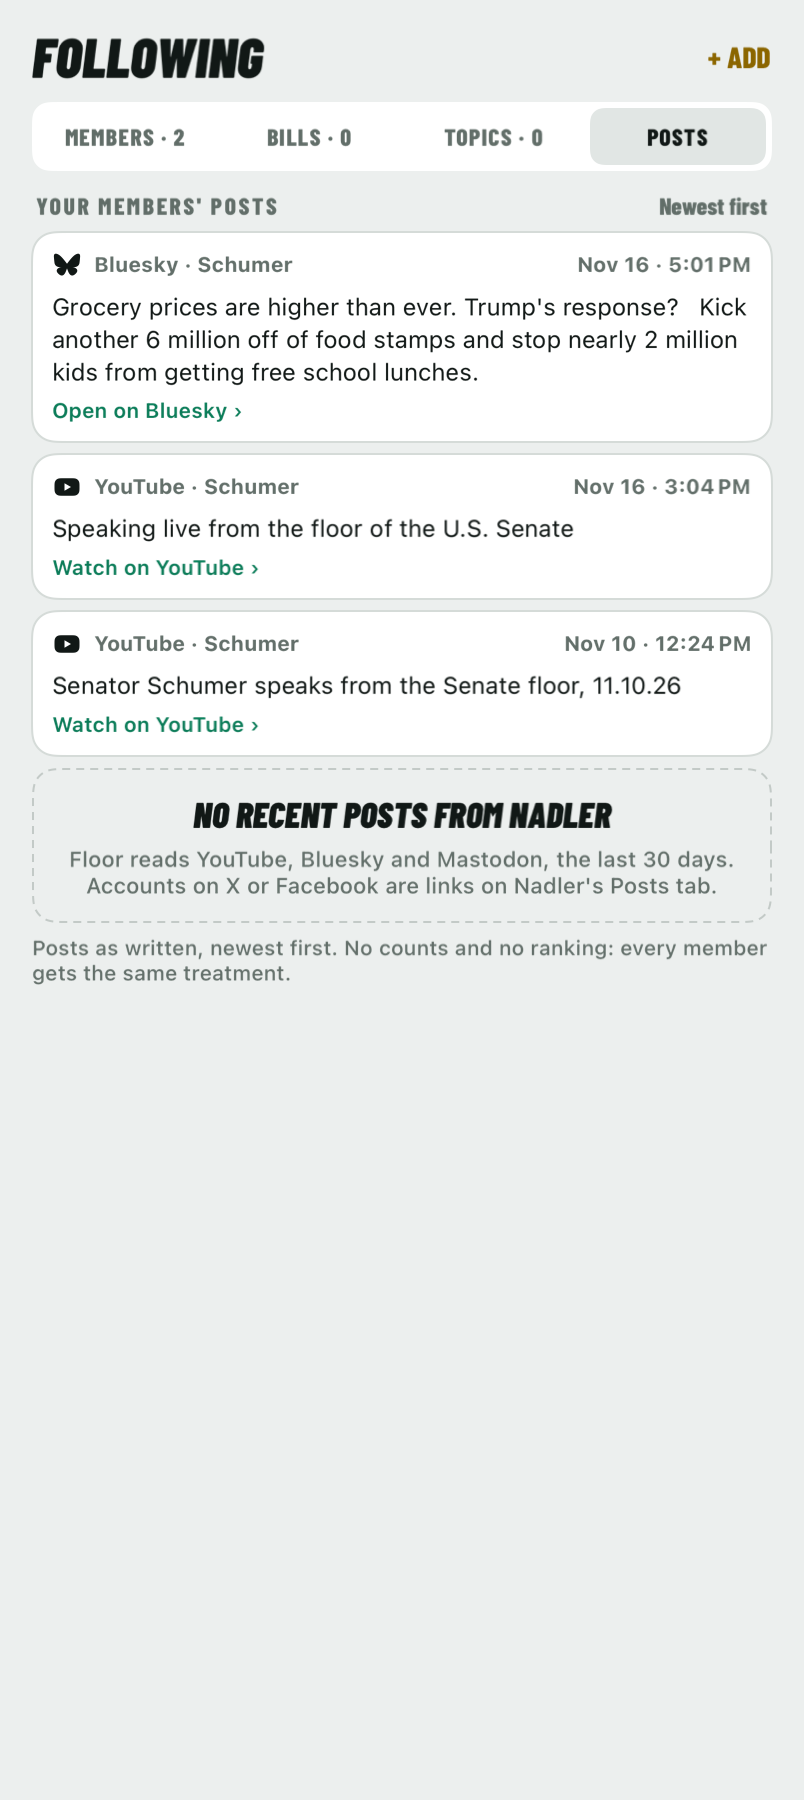 FOLLOWING
+ ADD
MEMBERS · 2
BILLS · 0
TOPICS · 0
POSTS
YOUR MEMBERS' POSTS
Newest first
Bluesky · Schumer
Nov 16 · 5:01 PM
Grocery prices are higher than ever. Trump's response?   Kick
another 6 million off of food stamps and stop nearly 2 million
kids from getting free school lunches.
Open on Bluesky ›
YouTube · Schumer
Nov 16 · 3:04 PM
Speaking live from the floor of the U.S. Senate
Watch on YouTube ›
YouTube · Schumer
Nov 10 · 12:24 PM
Senator Schumer speaks from the Senate floor, 11.10.26
Watch on YouTube ›
NO RECENT POSTS FROM NADLER
Floor reads YouTube, Bluesky and Mastodon, the last 30 days.
Accounts on X or Facebook are links on Nadler's Posts tab.
Posts as written, newest first. No counts and no ranking: every member
gets the same treatment.